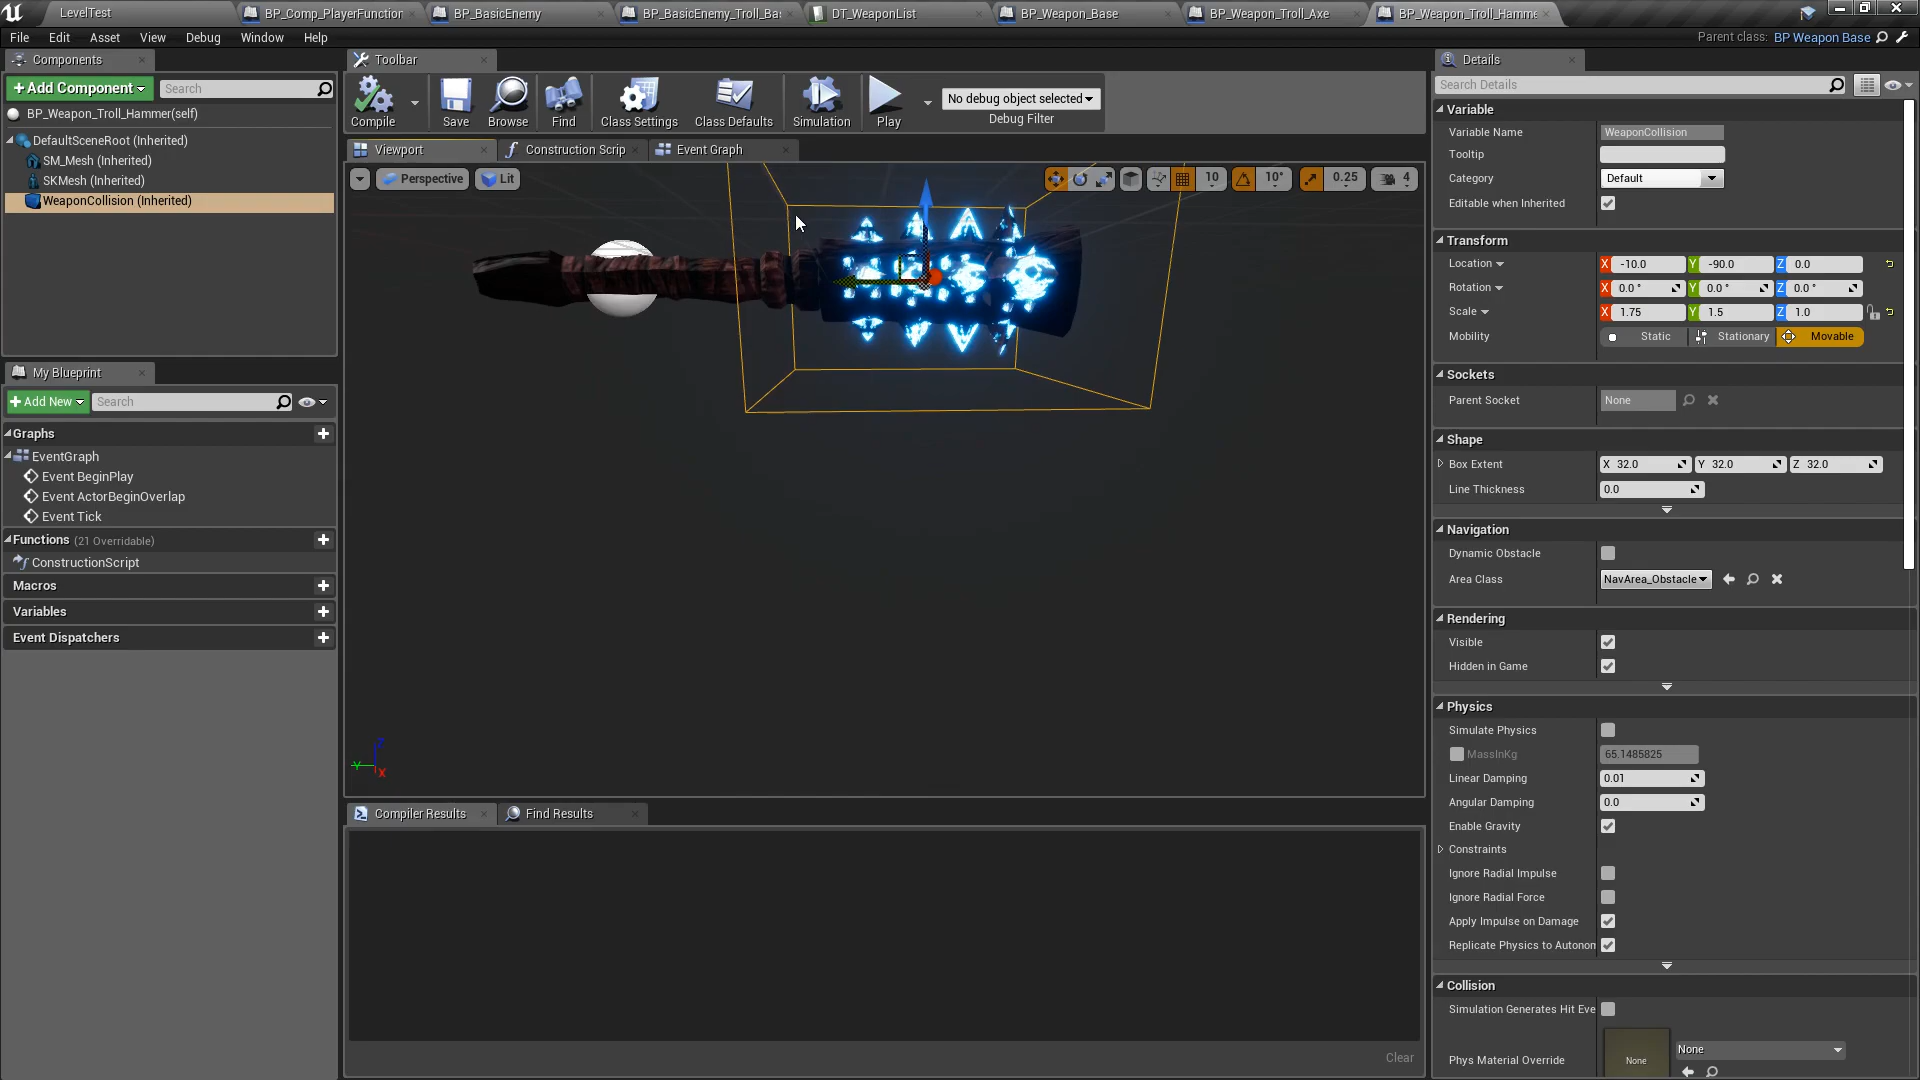 LevelTest
BP_Comp_PlayerFunction
BP_BasicEnemy
BP_BasicEnemy_Troll_Ba
DT_WeaponList
BP_Weapon_Base
BP_Weapon_Troll_Axe
BP_Weapon_Troll_Hamme
File Edit Asset View Debug Window Help
Parent class: BP Weapon Base
Components
+Add Component
Search
BP_Weapon_Troll_Hammer(self)
DefaultSceneRoot (Inherited)
SM_Mesh (Inherited)
SKMesh (Inherited)
WeaponCollision (Inherited)
My Blueprint
+Add New
Search
Graphs
EventGraph
Event BeginPlay
Event ActorBeginOverlap
Event Tick
Functions (21 Overridable)
ConstructionScript
Macros
Variables
Event Dispatchers
Toolbar
Compile
Save
Browse
Find
Class Settings
Class Defaults
Simulation
Play
No debug object selected
Debug Filter
Viewport
Construction Scrip
Event Graph
Perspective
Lit
10
10°
0.25
4
Z
Y
X
Compiler Results
Find Results
Clear
Details
Search Details
Variable
Variable Name WeaponCollision
Tooltip
Category Default
Editable when Inherited
Transform
Location X -10.0 Y -90.0 Z 0.0
Rotation X 0.0 ° Y 0.0 ° Z 0.0 °
Scale X 1.75 Y 1.5 Z 1.0
Mobility Static Stationary Movable
Sockets
Parent Socket None
Shape
Box Extent X 32.0 Y 32.0 Z 32.0
Line Thickness 0.0
Navigation
Dynamic Obstacle
Area Class NavArea_Obstacle
Rendering
Visible
Hidden in Game
Physics
Simulate Physics
MassInKg 65.1485825
Linear Damping 0.01
Angular Damping 0.0
Enable Gravity
Constraints
Ignore Radial Impulse
Ignore Radial Force
Apply Impulse on Damage
Replicate Physics to Autonon
Collision
Simulation Generates Hit Eve
Phys Material Override None None